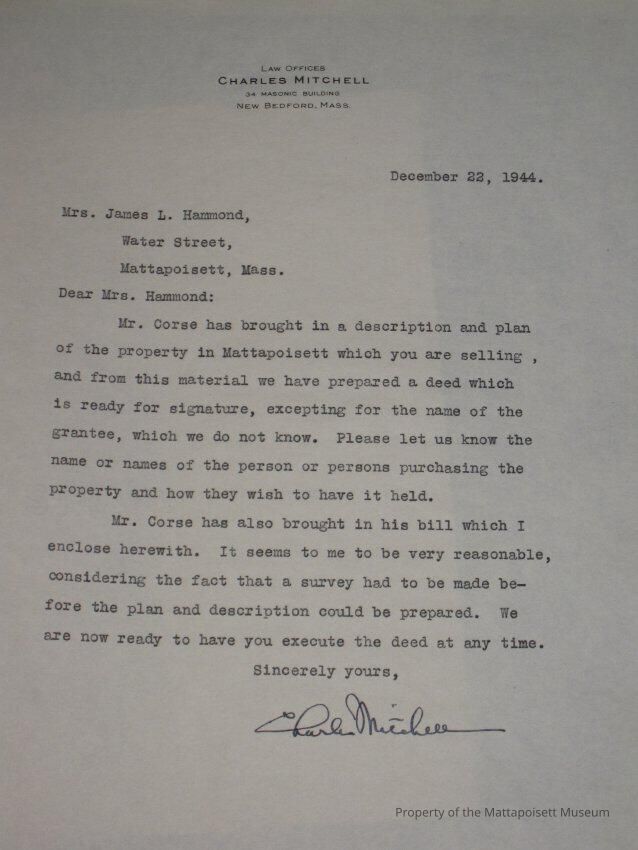 Law Offices
Charles Mitchell
34 Masonic Building
New Bedford, Mass.
December 22, 1944.
Mrs. James L. Hammond,
Water Street,
Mattapoisett, Mass.
Dear Mrs. Hammond:
Mr. Corse has brought in a description and plan
of the property in Mattapoisett which you are selling ,
and from this material we have prepared a deed which
is ready for signature, excepting for the name of the
grantee, which we do not know. Please let us know the
name or names of the person or persons purchasing the
property and how they wish to have it held.
Mr. Corse has also brought in his bill which I
enclose herewith. It seems to me to be very reasonable,
considering the fact that a survey had to be made be-
fore the plan and description could be prepared. We
are now ready to have you execute the deed at any time.
Sincerely yours,
Charles Mitchell
Property of the Mattapoisett Museum